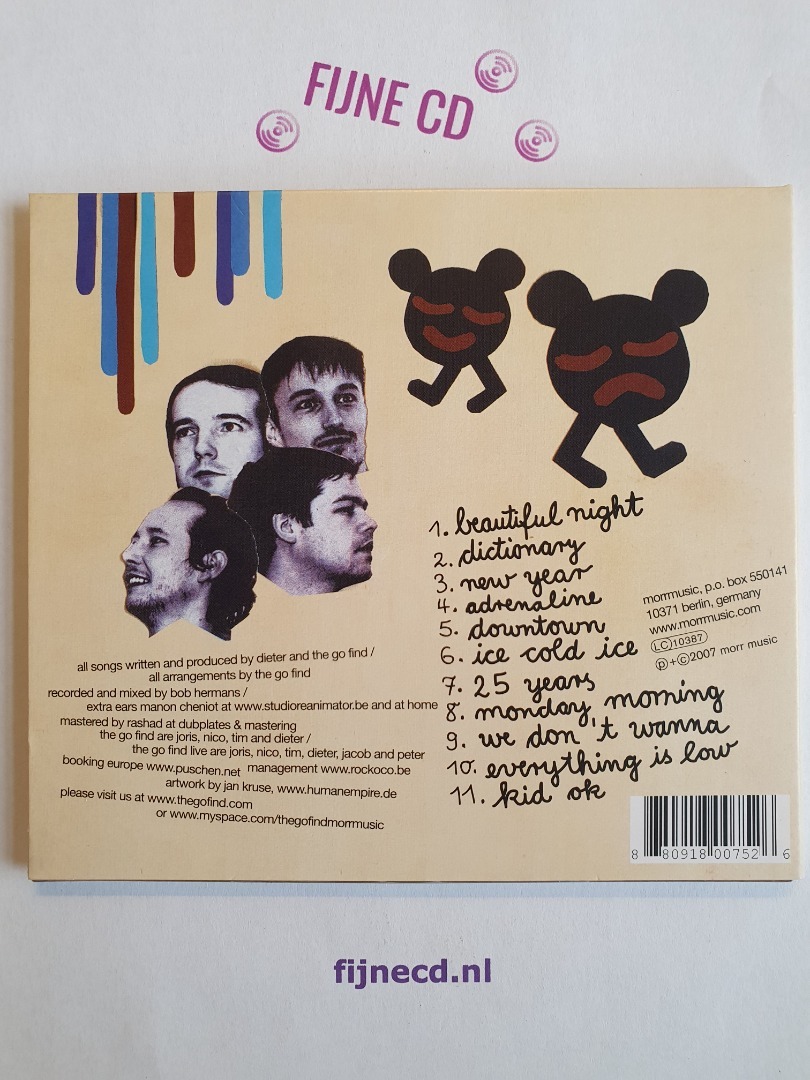 FIJNE CD
1. beautiful night
2. dictionary
3. new year
4. adrenaline
5. downtown
6. ice cold ice
7. 25 years
8. monday morning
9. we don't wanna
10. everything is low
11. kid ok
morrmusic, p.o. box 550141
10371 berlin, germany
www.morrmusic.com
LC 10387
℗+©2007 morr music
all songs written and produced by dieter and the go find /
all arrangements by the go find
recorded and mixed by bob hermans /
extra ears manon cheniot at www.studioreanimator.be and at home
mastered by rashad at dubplates & mastering
the go find are joris, nico, tim and dieter /
the go find live are joris, nico, tim, dieter, jacob and peter
booking europe www.puschen.net management www.rockoco.be
artwork by jan kruse, www.humanempire.de
please visit us at www.thegofind.com
or www.myspace.com/thegofindmorrmusic
8 80918 00752 6
fijnecd.nl